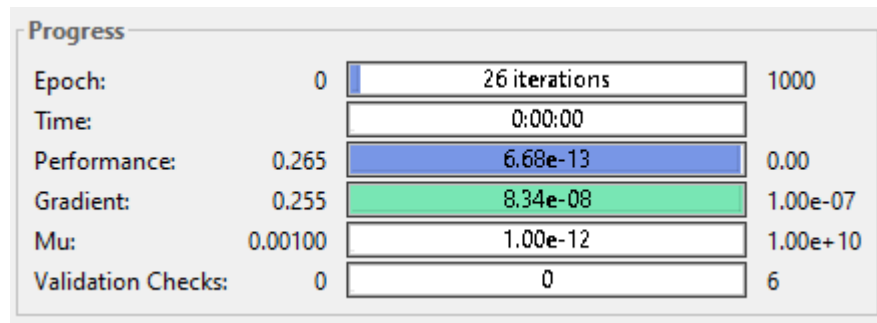 Progress
Epoch: 0 26 iterations 1000
Time: 0:00:00
Performance: 0.265 6.68e-13 0.00
Gradient: 0.255 8.34e-08 1.00e-07
Mu: 0.00100 1.00e-12 1.00e+10
Validation Checks: 0 0 6